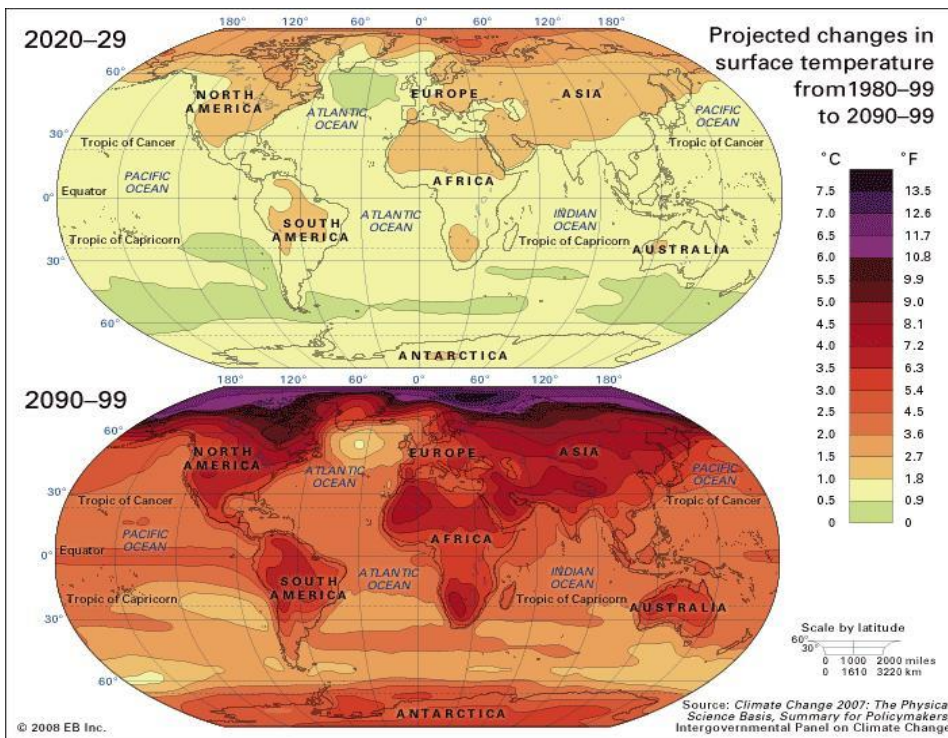 2020–29
180° 120° 60° 0° 60° 120° 180°
Projected changes in
surface temperature
from1980–99
to 2090–99
60°
NORTH
AMERICA
EUROPE
ASIA
ATLANTIC
OCEAN
PACIFIC
OCEAN
30°
Tropic of Cancer
Tropic of Cancer
PACIFIC
OCEAN
AFRICA
Equator
0°
SOUTH
AMERICA
ATLANTIC
OCEAN
INDIAN
OCEAN
Tropic of Capricorn
Tropic of Capricorn
AUSTRALIA
30°
60°
ANTARCTICA
°C °F
7.5 13.5
7.0 12.6
6.5 11.7
6.0 10.8
5.5 9.9
5.0 9.0
4.5 8.1
4.0 7.2
3.5 6.3
3.0 5.4
2.5 4.5
2.0 3.6
1.5 2.7
1.0 1.8
0.5 0.9
0 0
2090–99
180° 120° 60° 0° 60° 120° 180°
60°
NORTH
AMERICA
EUROPE
ASIA
ATLANTIC
OCEAN
PACIFIC
OCEAN
30°
Tropic of Cancer
Tropic of Cancer
PACIFIC
OCEAN
AFRICA
Equator
0°
SOUTH
AMERICA
ATLANTIC
OCEAN
INDIAN
OCEAN
Tropic of Capricorn
Tropic of Capricorn
AUSTRALIA
30°
60°
ANTARCTICA
Scale by latitude
60°
30°
0 1000 2000 miles
0 1610 3220 km
© 2008 EB Inc.
Source: Climate Change 2007: The Physica
Science Basis, Summary for Policymakers
Intergovernmental Panel on Climate Change